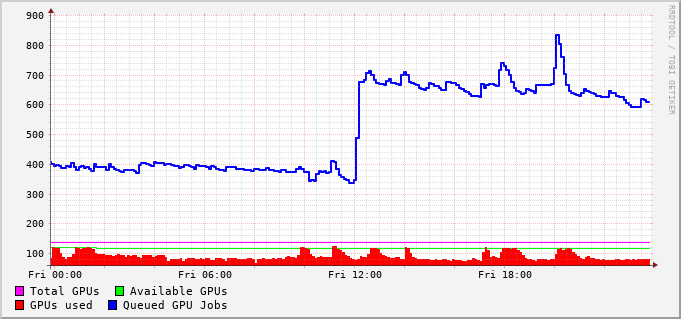 900
800
700
600
500
400
300
200
100
Fri 00:00 Fri 06:00 Fri 12:00 Fri 18:00
Total GPUs Available GPUs
GPUs used Queued GPU Jobs
RRDTOOL / TOBI OETIKER